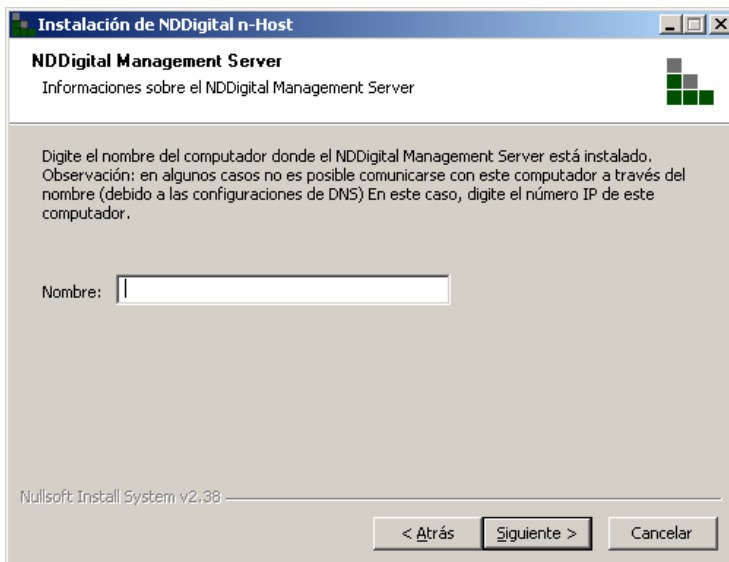 Instalación de NDDigital n-Host
NDDigital Management Server
Informaciones sobre el NDDigital Management Server
Digite el nombre del computador donde el NDDigital Management Server está instalado.
Observación: en algunos casos no es posible comunicarse con este computador a través del
nombre (debido a las configuraciones de DNS) En este caso, digite el número IP de este
computador.
Nombre:
Nullsoft Install System v2.38
< Atrás
Siguiente >
Cancelar